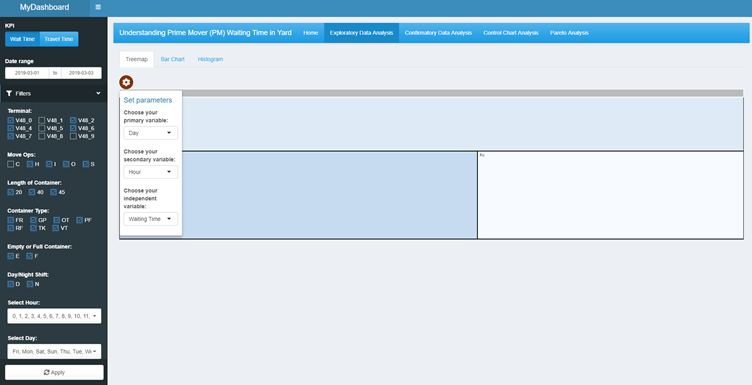 MyDashboard
KPI
Wait Time Travel Time
Date range
2019-03-01 to 2019-03-03
Filters
Terminal:
V48_0 V48_1 V48_2
V48_4 V48_5 V48_6
V48_7 V48_8 V48_9
Move Ops:
C H I O S
Length of Container:
20 40 45
Container Type:
FR GP OT PF
RF TK VT
Empty or Full Container:
E F
Day/Night Shift:
D N
Select Hour:
0, 1, 2, 3, 4, 5, 6, 7, 8, 9, 10, 11,
Select Day:
Fri, Mon, Sat, Sun, Thu, Tue, We
Apply
Understanding Prime Mover (PM) Waiting Time in Yard Home Exploratory Data Analysis Confirmatory Data Analysis Control Chart Analysis Pareto Analysis
Treemap Bar Chart Histogram
Set parameters
Choose your
primary variable:
Day
Choose your
secondary variable:
Hour
Choose your
independent
variable:
Waiting Time
Fri